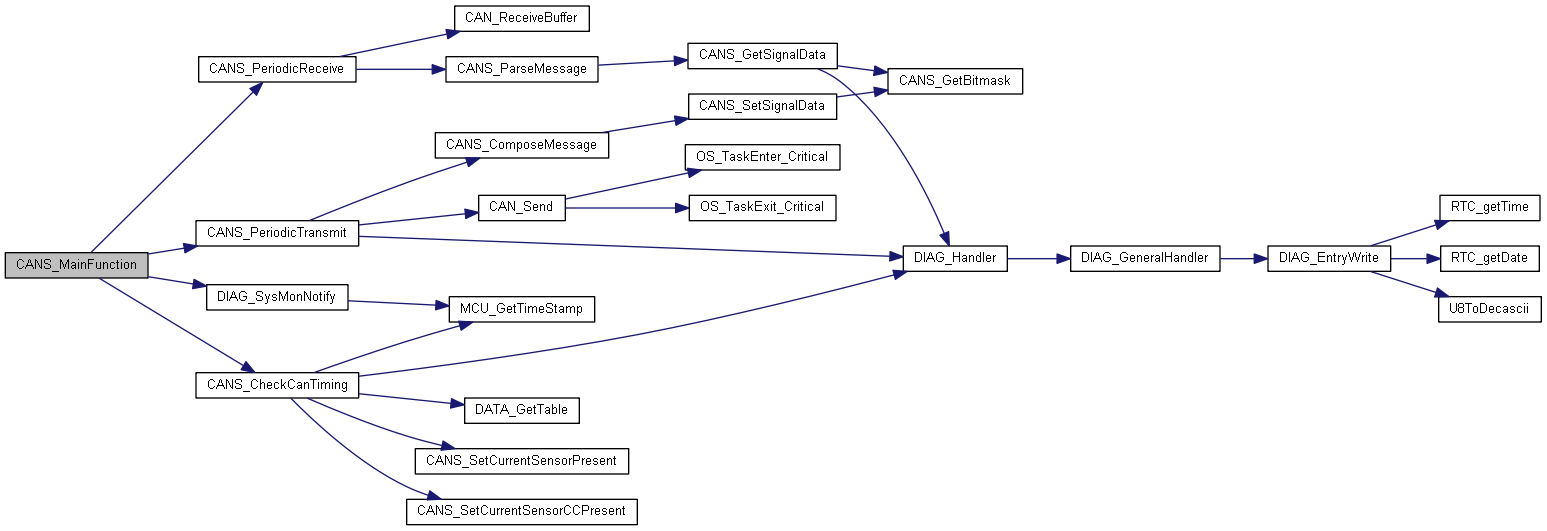 CAN_ReceiveBuffer
CANS_PeriodicReceive
CANS_ParseMessage
CANS_GetSignalData
CANS_GetBitmask
CANS_SetSignalData
CANS_ComposeMessage
OS_TaskEnter_Critical
CAN_Send
OS_TaskExit_Critical
CANS_PeriodicTransmit
CANS_MainFunction
DIAG_Handler
DIAG_GeneralHandler
DIAG_EntryWrite
RTC_getTime
RTC_getDate
U8ToDecascii
DIAG_SysMonNotify
MCU_GetTimeStamp
CANS_CheckCanTiming
DATA_GetTable
CANS_SetCurrentSensorPresent
CANS_SetCurrentSensorCCPresent